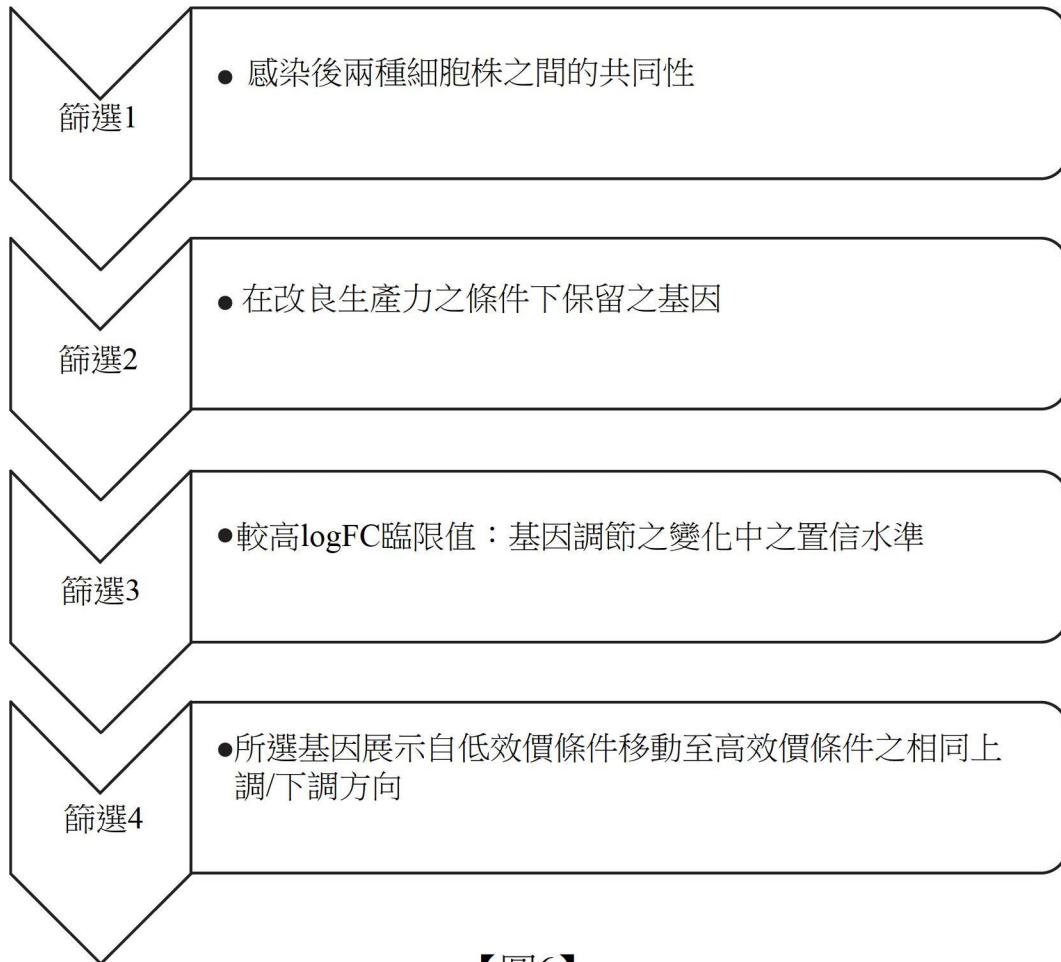 篩選1
● 感染後兩種細胞株之間的共同性
篩選2
● 在改良生產力之條件下保留之基因
篩選3
●較高logFC臨限值：基因調節之變化中之置信水準
篩選4
●所選基因展示自低效價條件移動至高效價條件之相同上
調/下調方向
【圖6】